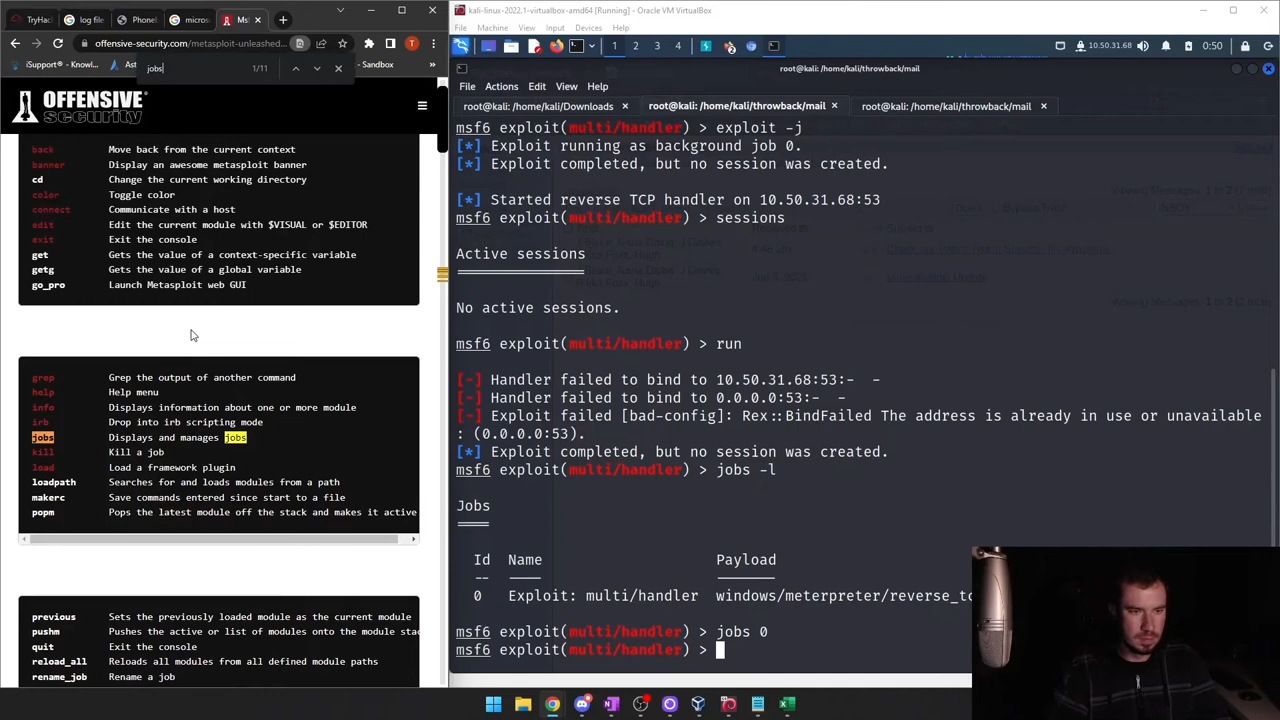 TryHac
log file
Phonel
micros
Ms
kali-linux-2022.1-virtualbox-amd64 [Running] - Oracle VM VirtualBox
offensive-security.com/metasploit-unleashed
T
File Machine View Input Devices Help
1 2 3 4
10.50.31.68
0:50
iSupport® - Know...
Ast
- Sandbox
jobs
1/11
root@kali: /home/kali/throwback/mail
File Actions Edit View Help
root@kali: /home/kali/Downloads
root@kali: /home/kali/throwback/mail
root@kali: /home/kali/throwback/mail
OFFENSIVE
security
back Move back from the current context
banner Display an awesome metasploit banner
cd Change the current working directory
color Toggle color
connect Communicate with a host
edit Edit the current module with $VISUAL or $EDITOR
exit Exit the console
get Gets the value of a context-specific variable
getg Gets the value of a global variable
go_pro Launch Metasploit web GUI
grep Grep the output of another command
help Help menu
info Displays information about one or more module
irb Drop into irb scripting mode
jobs Displays and manages jobs
kill Kill a job
load Load a framework plugin
loadpath Searches for and loads modules from a path
makerc Save commands entered since start to a file
popm Pops the latest module off the stack and makes it active
previous Sets the previously loaded module as the current module
pushm Pushes the active or list of modules onto the module stac
quit Exit the console
reload_all Reloads all modules from all defined module paths
rename_job Rename a job
msf6 exploit(multi/handler) > exploit -j
[*] Exploit running as background job 0.
[*] Exploit completed, but no session was created.
[*] Started reverse TCP handler on 10.50.31.68:53
msf6 exploit(multi/handler) > sessions
Active sessions
===============
No active sessions.
msf6 exploit(multi/handler) > run
[-] Handler failed to bind to 10.50.31.68:53:-  -
[-] Handler failed to bind to 0.0.0.0:53:-  -
[-] Exploit failed [bad-config]: Rex::BindFailed The address is already in use or unavailable
: (0.0.0.0:53).
[*] Exploit completed, but no session was created.
msf6 exploit(multi/handler) > jobs -l
Jobs
====
Id Name Payload
-- ---- -------
0 Exploit: multi/handler windows/meterpreter/reverse_tc
msf6 exploit(multi/handler) > jobs 0
msf6 exploit(multi/handler) >